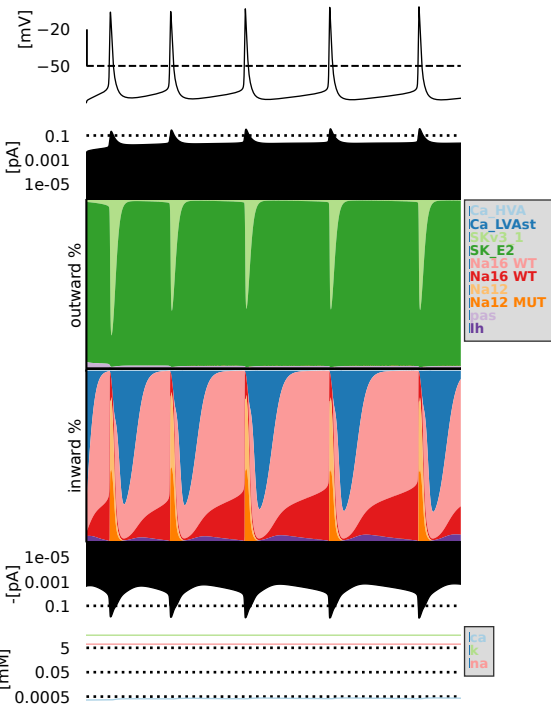 [mV]
−20
−50
[pA]
0.1
0.001
1e-05
outward %
Ca_HVA
Ca_LVAst
SKv3_1
SK_E2
Na16 WT
Na16 WT
Na12
Na12 MUT
pas
Ih
inward %
-[pA]
1e-05
0.001
0.1
[mM]
5
0.05
0.0005
ca
k
na